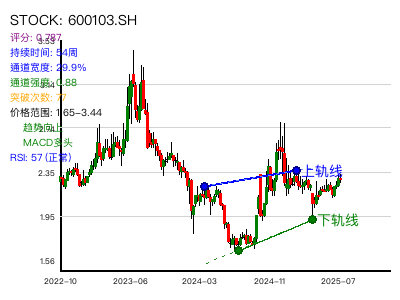 STOCK: 600103.SH
评分: 0.787
持续时间: 54周
通道宽度: 29.9%
通道强度: 0.88
突破次数: 77
价格范围: 1.65-3.44
趋势向上
MACD多头
RSI: 57 (正常)
上轨线
下轨线
2.35
1.95
1.56
2022-10
2023-06
2024-03
2024-11
2025-07